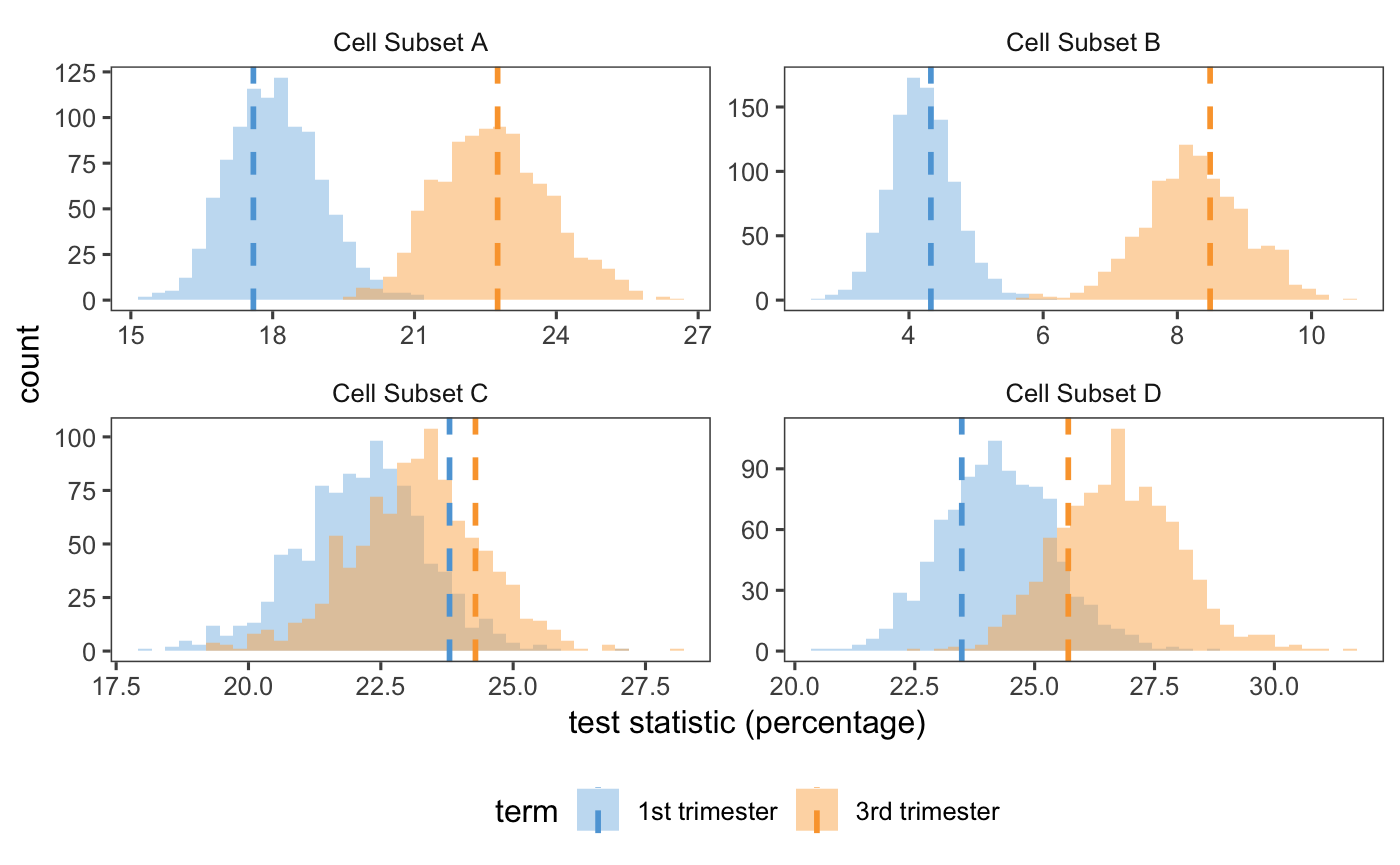 Cell Subset A
Cell Subset B
125
100
75
50
25
0
15 18 21 24 27
150
100
50
0
4 6 8 10
count
Cell Subset C
Cell Subset D
100
75
50
25
0
17.5 20.0 22.5 25.0 27.5
90
60
30
0
20.0 22.5 25.0 27.5 30.0
test statistic (percentage)
term 1st trimester 3rd trimester